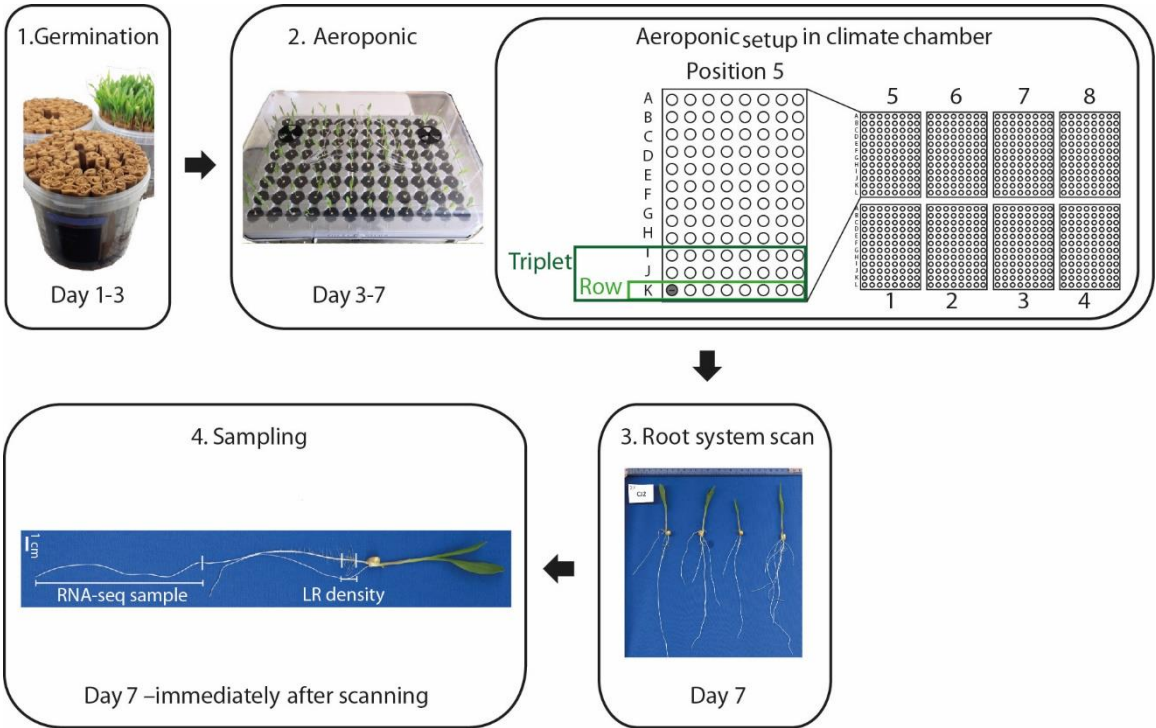 1.Germination
Day 1-3
2. Aeroponic
Day 3-7
Aeroponic setup in climate chamber
Position 5
A
B
C
D
E
F
G
H
I
J
K
Triplet
Row
5 6 7 8
1 2 3 4
3. Root system scan
Day 7
4. Sampling
1 cm
RNA-seq sample
LR density
Day 7 –immediately after scanning